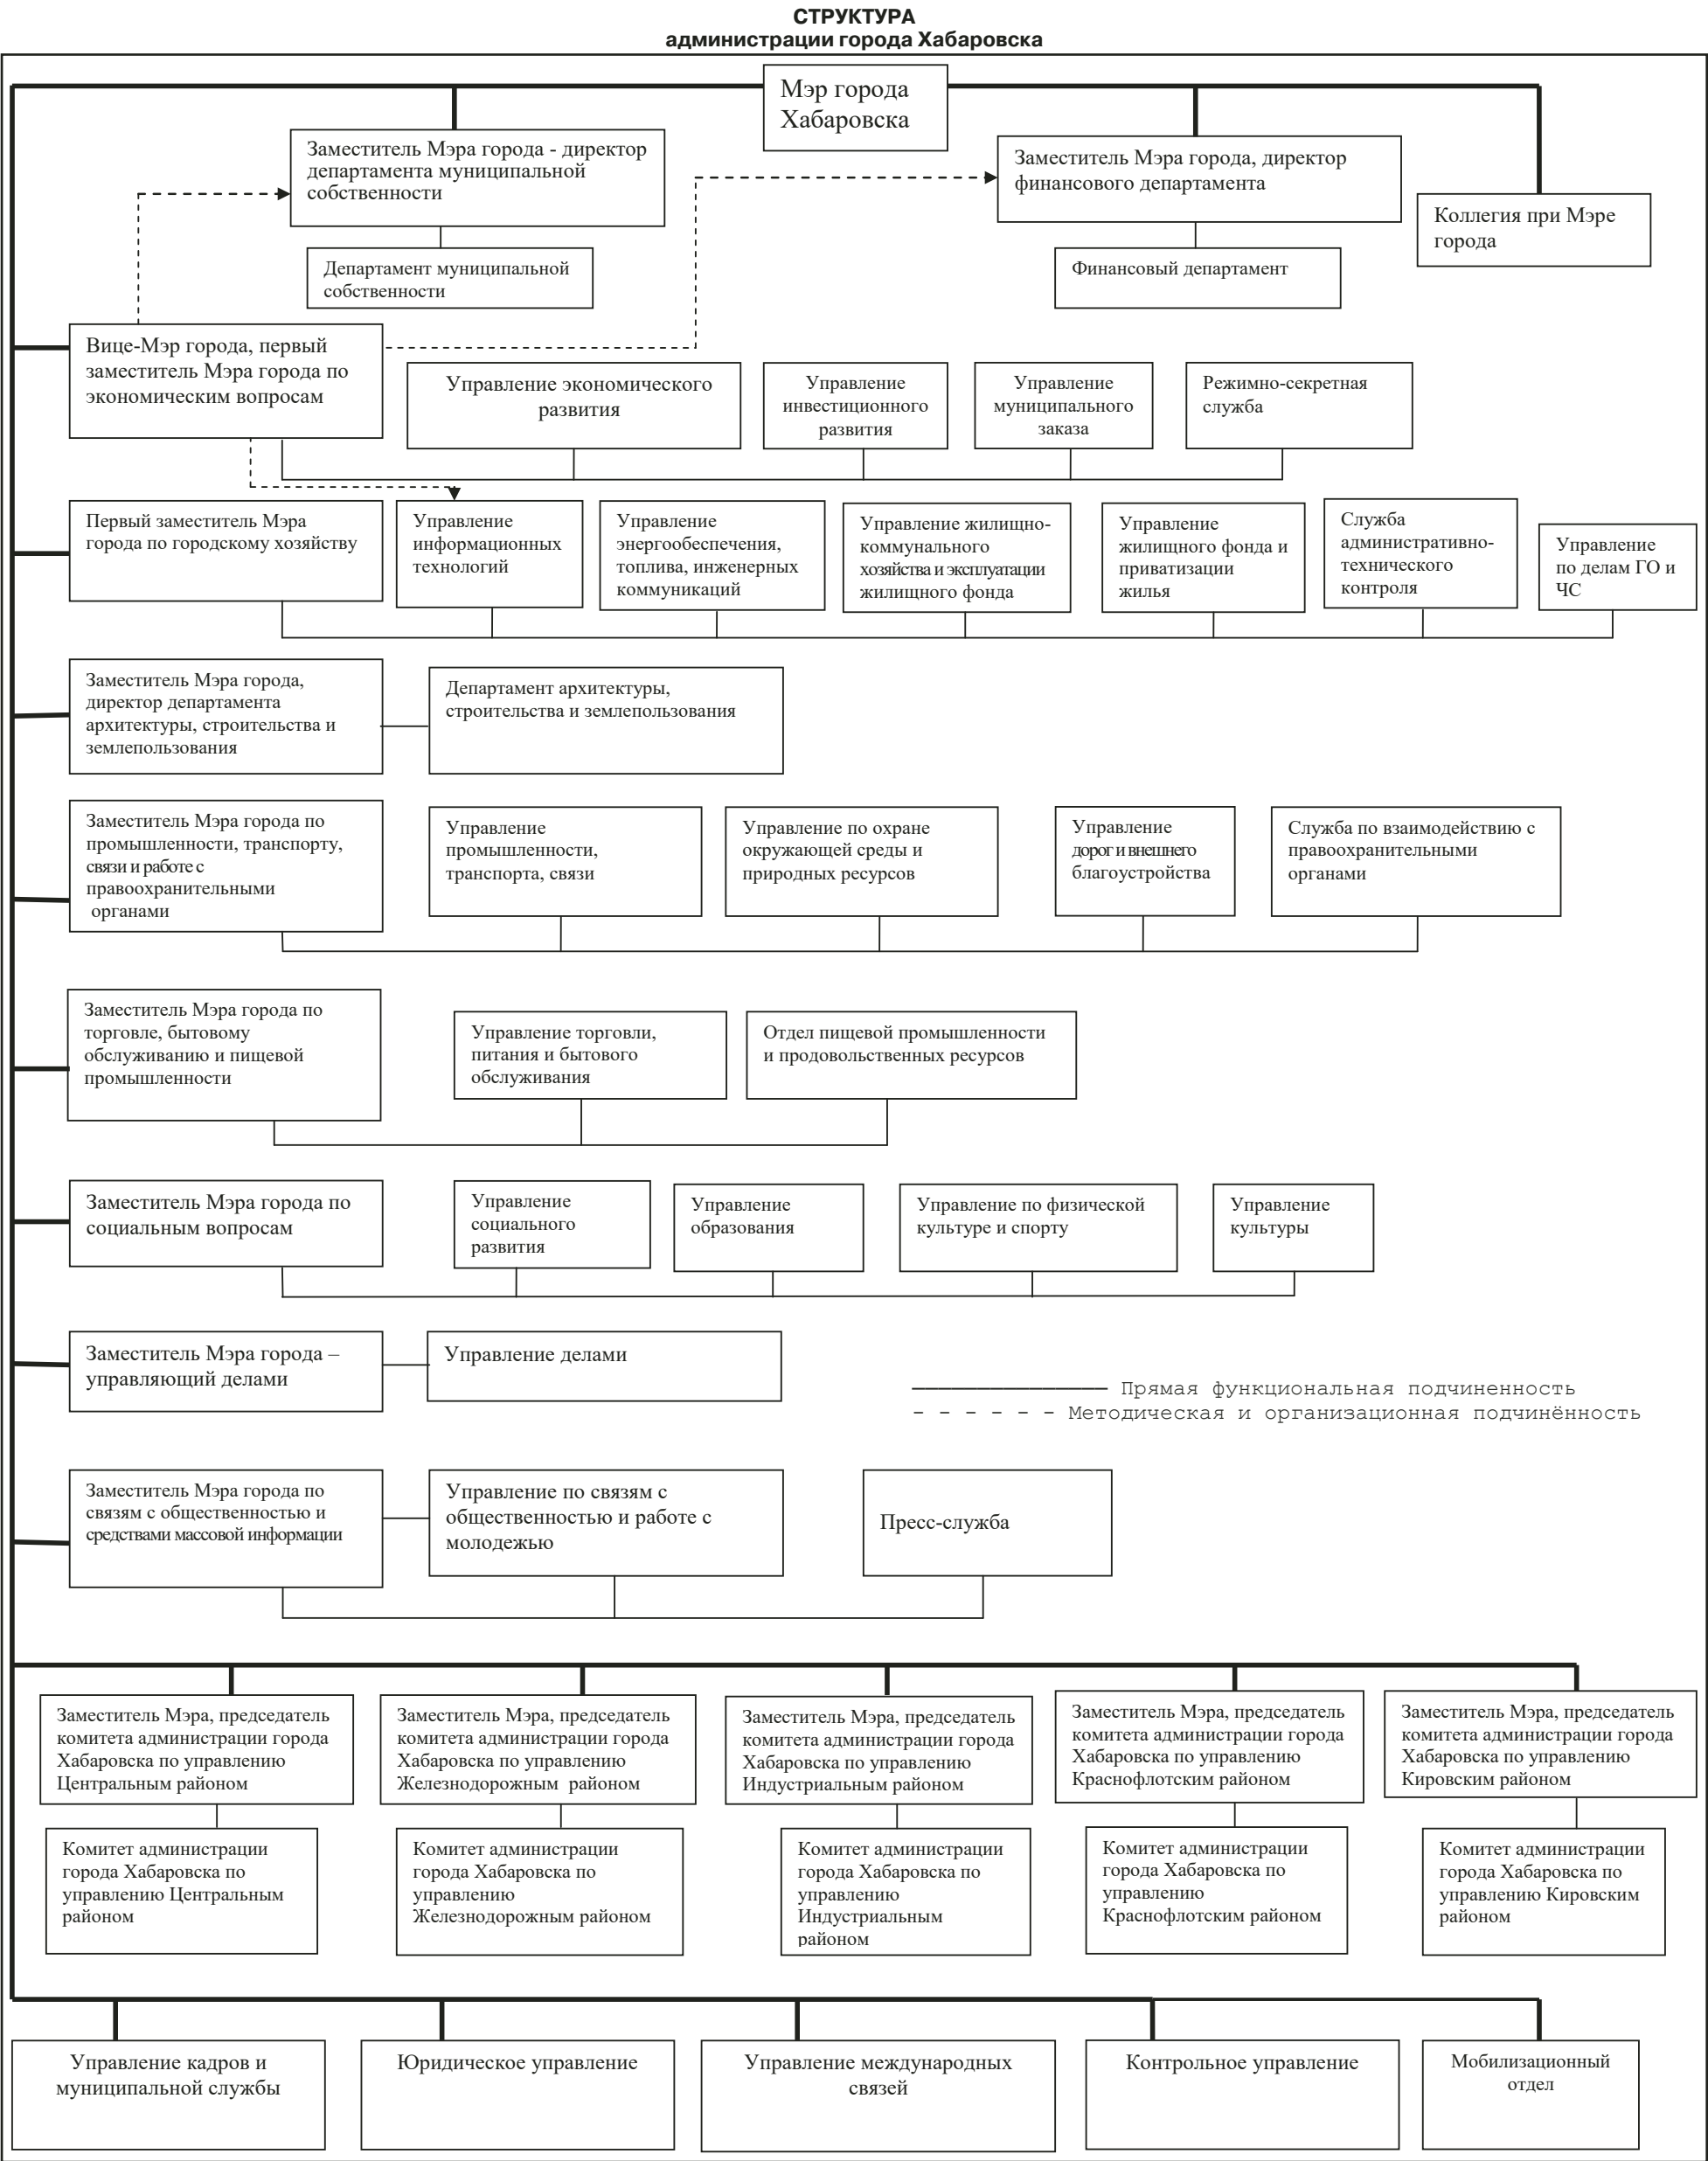 СТРУКТУРА
администрации города Хабаровска
Мэр города
Хабаровска
Заместитель Мэра города - директор
департамента муниципальной
собственности
Заместитель Мэра города, директор
финансового департамента
Коллегия при Мэре
города
Департамент муниципальной
собственности
Финансовый департамент
Вице-Мэр города, первый
заместитель Мэра города по
экономическим вопросам
Управление экономического
развития
Управление
инвестиционного
развития
Управление
муниципального
заказа
Режимно-секретная
служба
Первый заместитель Мэра
города по городскому хозяйству
Управление
информационных
технологий
Управление
энергообеспечения,
топлива, инженерных
коммуникаций
Управление жилищно-
коммунального
хозяйства и эксплуатации
жилищного фонда
Управление
жилищного фонда и
приватизации
жилья
Служба
административно-
технического
контроля
Управление
по делам ГО и
ЧС
Заместитель Мэра города,
директор департамента
архитектуры, строительства и
землепользования
Департамент архитектуры,
строительства и землепользования
Заместитель Мэра города по
промышленности, транспорту,
связи и работе с
правоохранительными
органами
Управление
промышленности,
транспорта, связи
Управление по охране
окружающей среды и
природных ресурсов
Управление
дорог и внешнего
благоустройства
Служба по взаимодействию с
правоохранительными
органами
Заместитель Мэра города по
торговле, бытовому
обслуживанию и пищевой
промышленности
Управление торговли,
питания и бытового
обслуживания
Отдел пищевой промышленности
и продовольственных ресурсов
Заместитель Мэра города по
социальным вопросам
Управление
социального
развития
Управление
образования
Управление по физической
культуре и спорту
Управление
культуры
Заместитель Мэра города –
управляющий делами
Управление делами
Прямая функциональная подчиненность
Методическая и организационная подчинённость
Заместитель Мэра города по
связям с общественностью и
средствами массовой информации
Управление по связям с
общественностью и работе с
молодежью
Пресс-служба
Заместитель Мэра, председатель
комитета администрации города
Хабаровска по управлению
Центральным районом
Заместитель Мэра, председатель
комитета администрации города
Хабаровска по управлению
Железнодорожным районом
Заместитель Мэра, председатель
комитета администрации города
Хабаровска по управлению
Индустриальным районом
Заместитель Мэра, председатель
комитета администрации города
Хабаровска по управлению
Краснофлотским районом
Заместитель Мэра, председатель
комитета администрации города
Хабаровска по управлению
Кировским районом
Комитет администрации
города Хабаровска по
управлению Центральным
районом
Комитет администрации
города Хабаровска по
управлению
Железнодорожным районом
Комитет администрации
города Хабаровска по
управлению
Индустриальным
районом
Комитет администрации
города Хабаровска по
управлению
Краснофлотским районом
Комитет администрации
города Хабаровска по
управлению Кировским
районом
Управление кадров и
муниципальной службы
Юридическое управление
Управление международных
связей
Контрольное управление
Мобилизационный
отдел